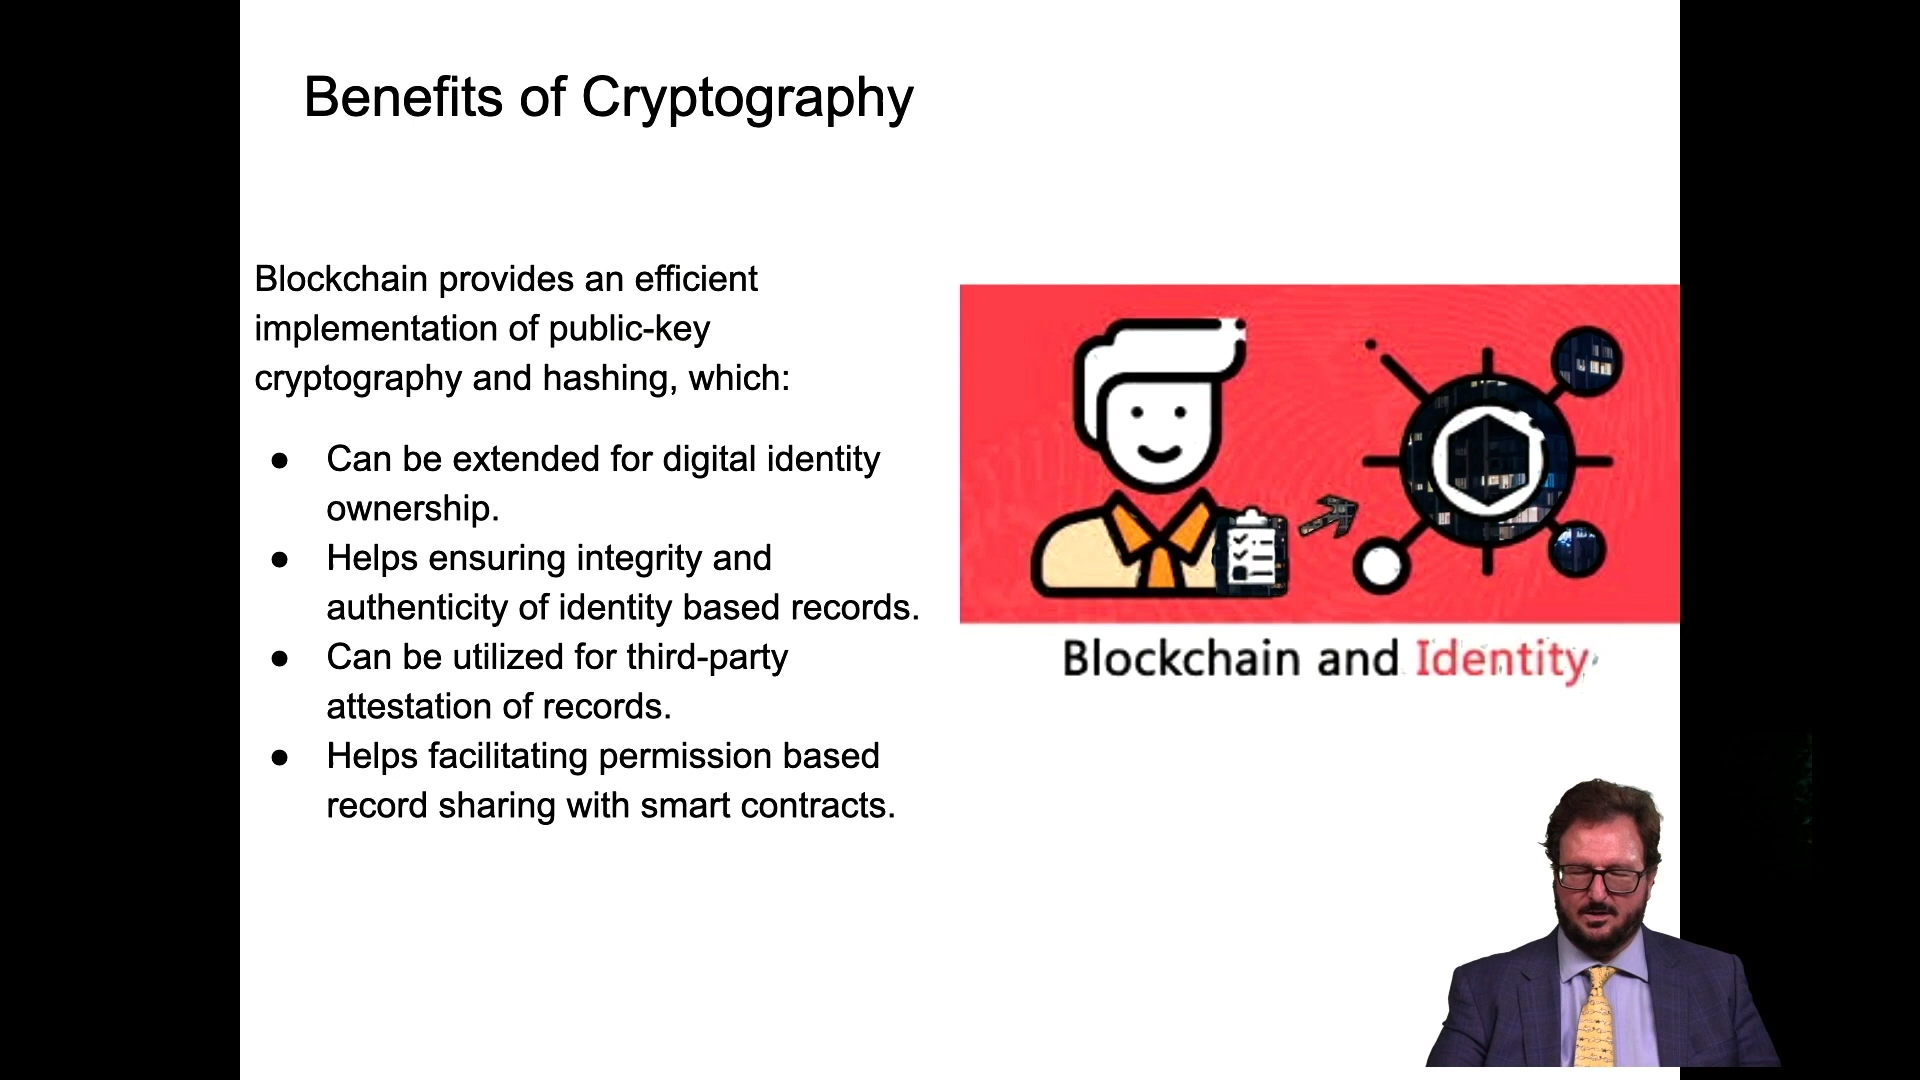 Benefits of Cryptography
Blockchain provides an efficient
implementation of public-key
cryptography and hashing, which:
● Can be extended for digital identity
ownership.
● Helps ensuring integrity and
authenticity of identity based records.
● Can be utilized for third-party
attestation of records.
● Helps facilitating permission based
record sharing with smart contracts.
Blockchain and Identity